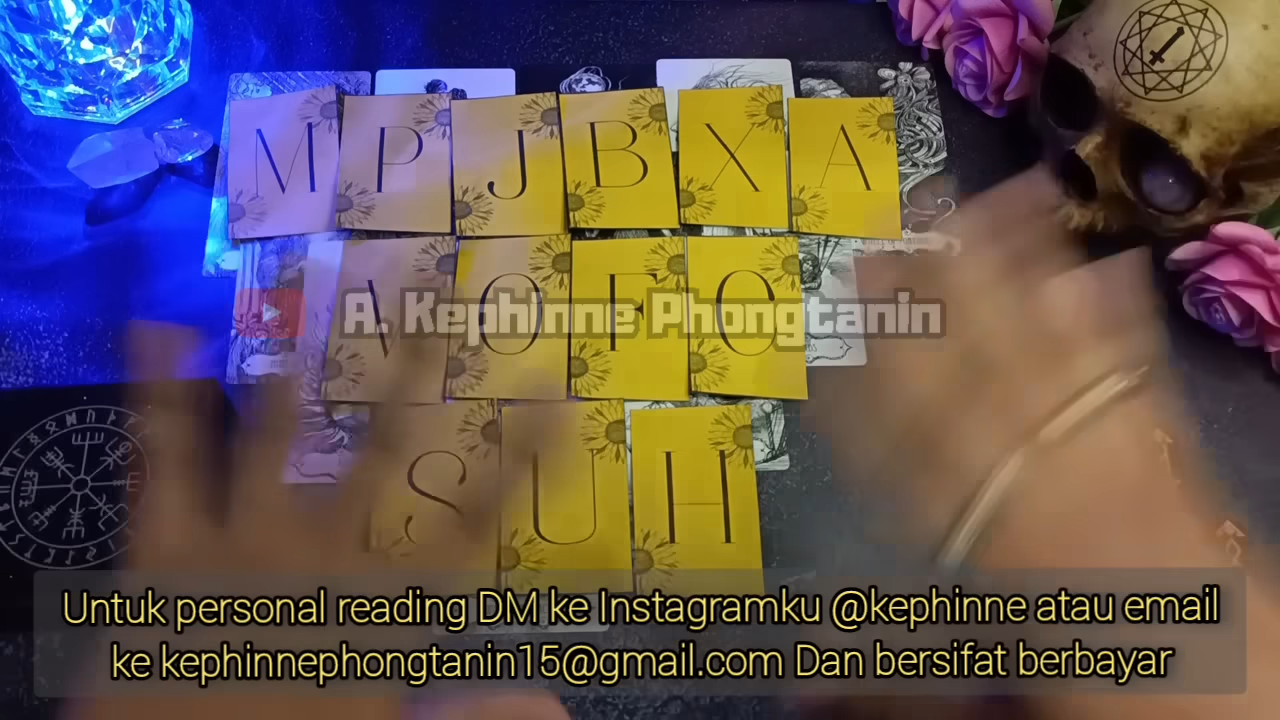 M P J B X A
V O F C
A. Kephinne Phongtanin
S U H
Untuk personal reading DM ke Instagramku @kephinne atau email
ke kephinnephongtanin15@gmail.com Dan bersifat berbayar